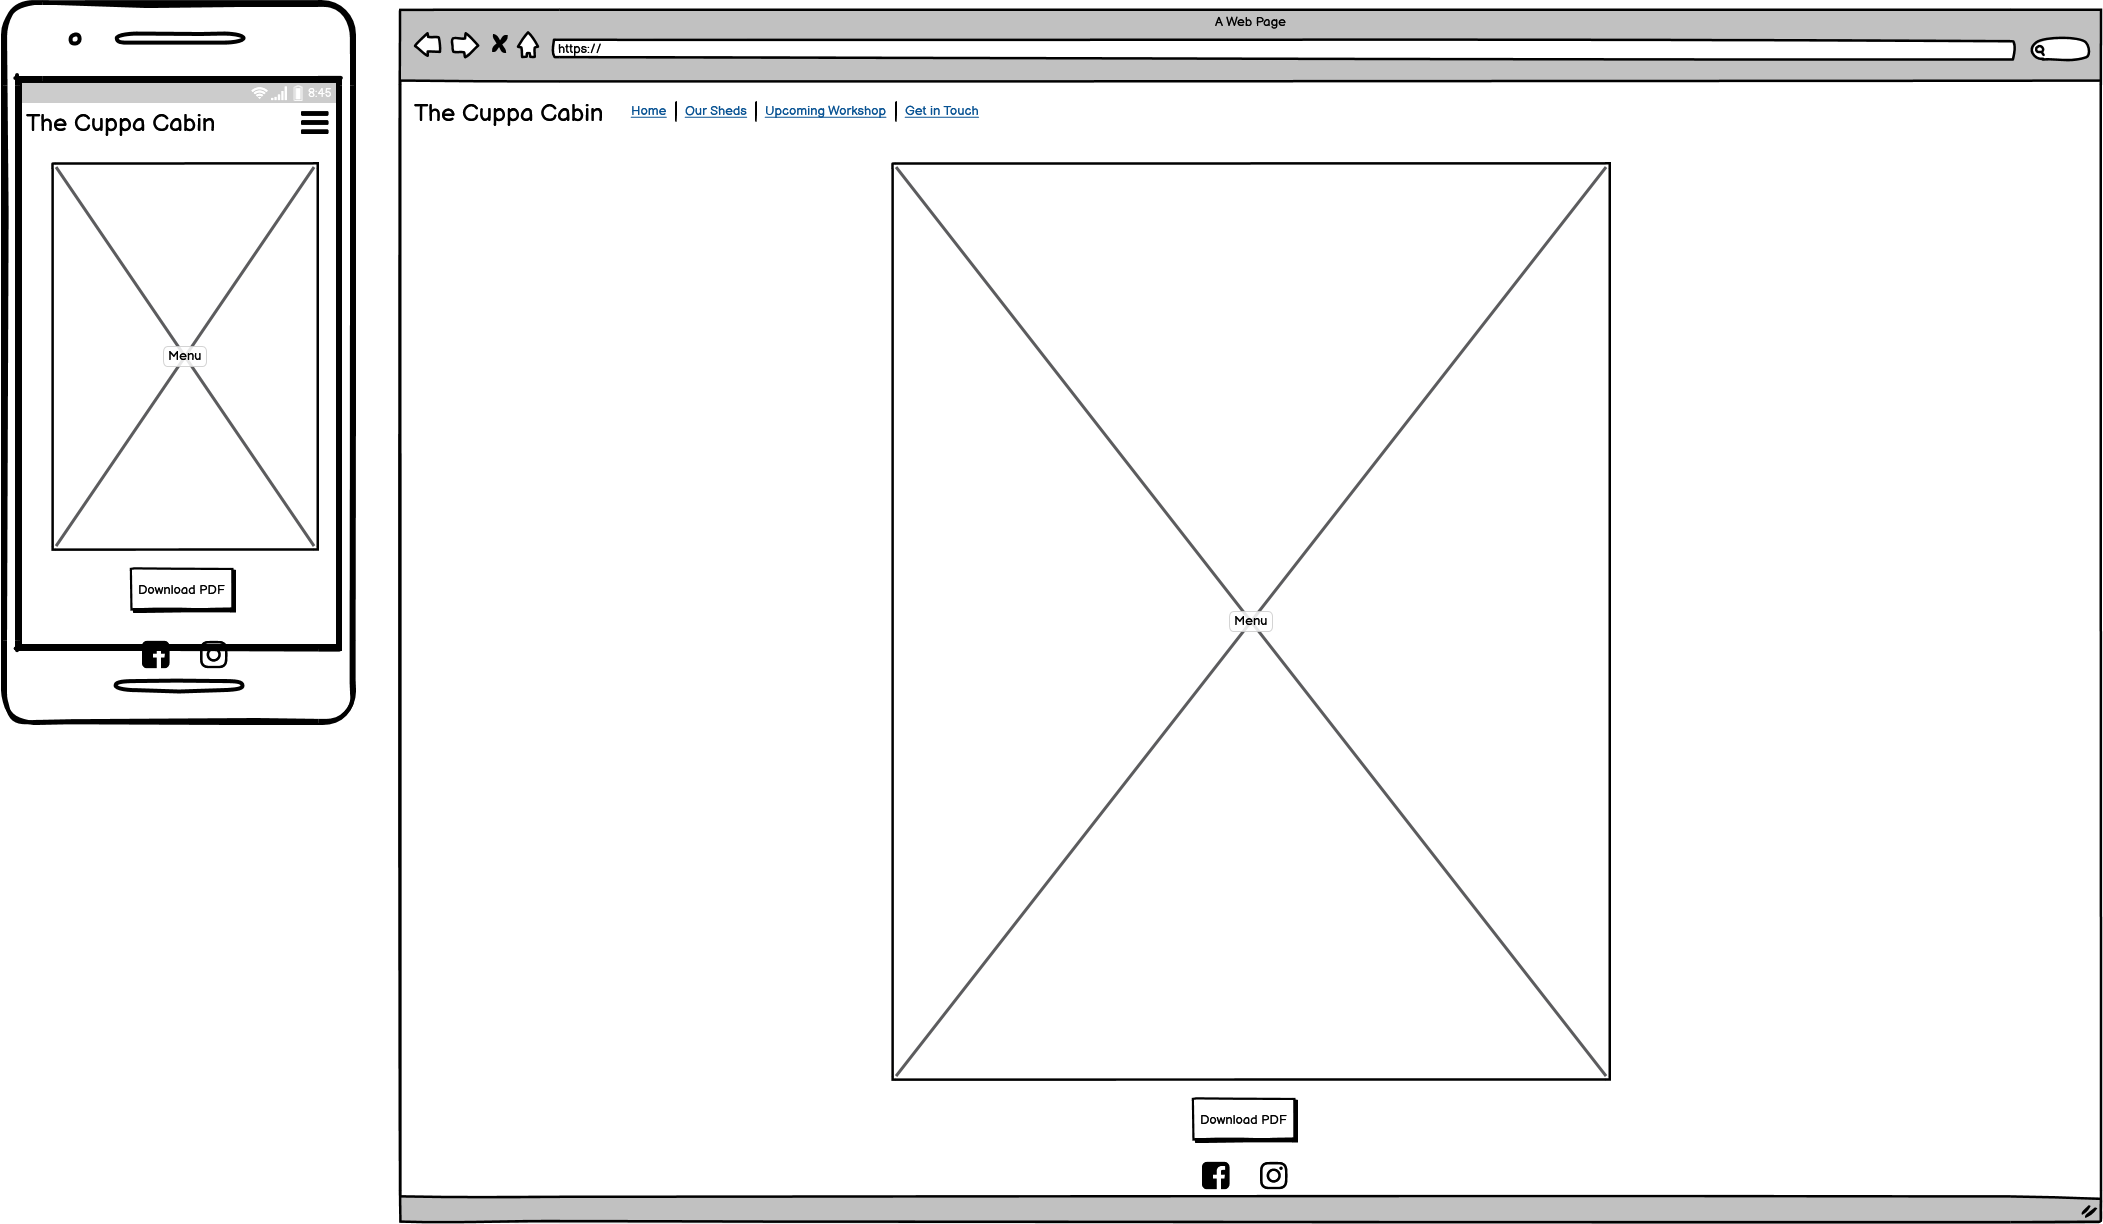 8:45
The Cuppa Cabin
Menu
Download PDF
A Web Page
https://
The Cuppa Cabin Home Our Sheds Upcoming Workshop Get in Touch
Menu
Download PDF